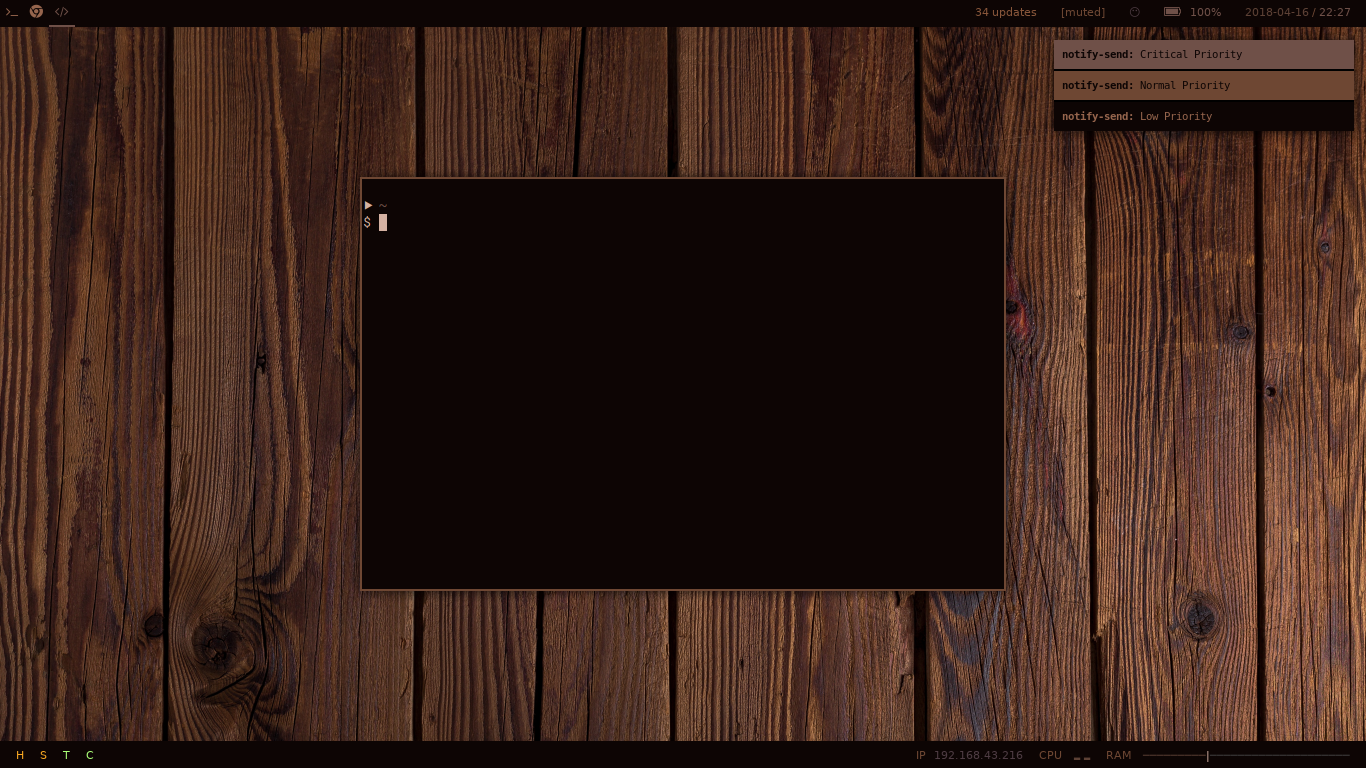 >_ </> 34 updates [muted] 100% 2018-04-16 / 22:27
notify-send: Critical Priority
notify-send: Normal Priority
notify-send: Low Priority
~
$
H S T C IP 192.168.43.216 CPU RAM